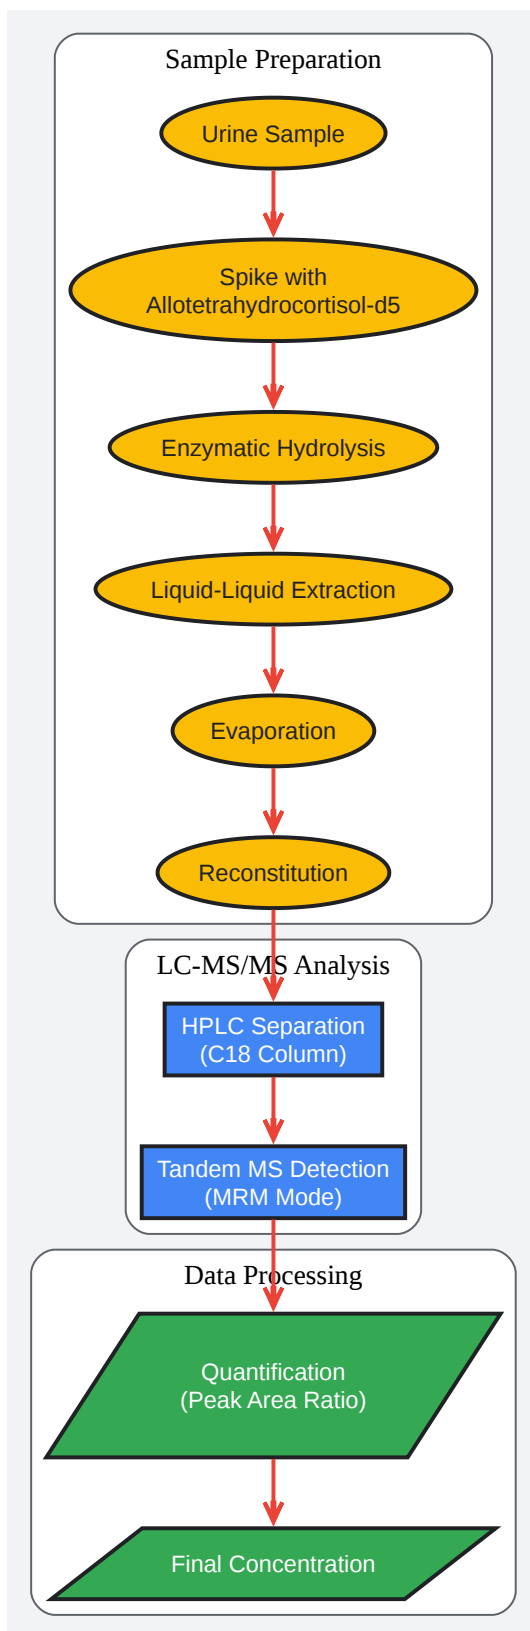 Sample Preparation
Urine Sample
Spike with
Allotetrahydrocortisol-d5
Enzymatic Hydrolysis
Liquid-Liquid Extraction
Evaporation
Reconstitution
LC-MS/MS Analysis
HPLC Separation
(C18 Column)
Tandem MS Detection
(MRM Mode)
Data Processing
Quantification
(Peak Area Ratio)
Final Concentration